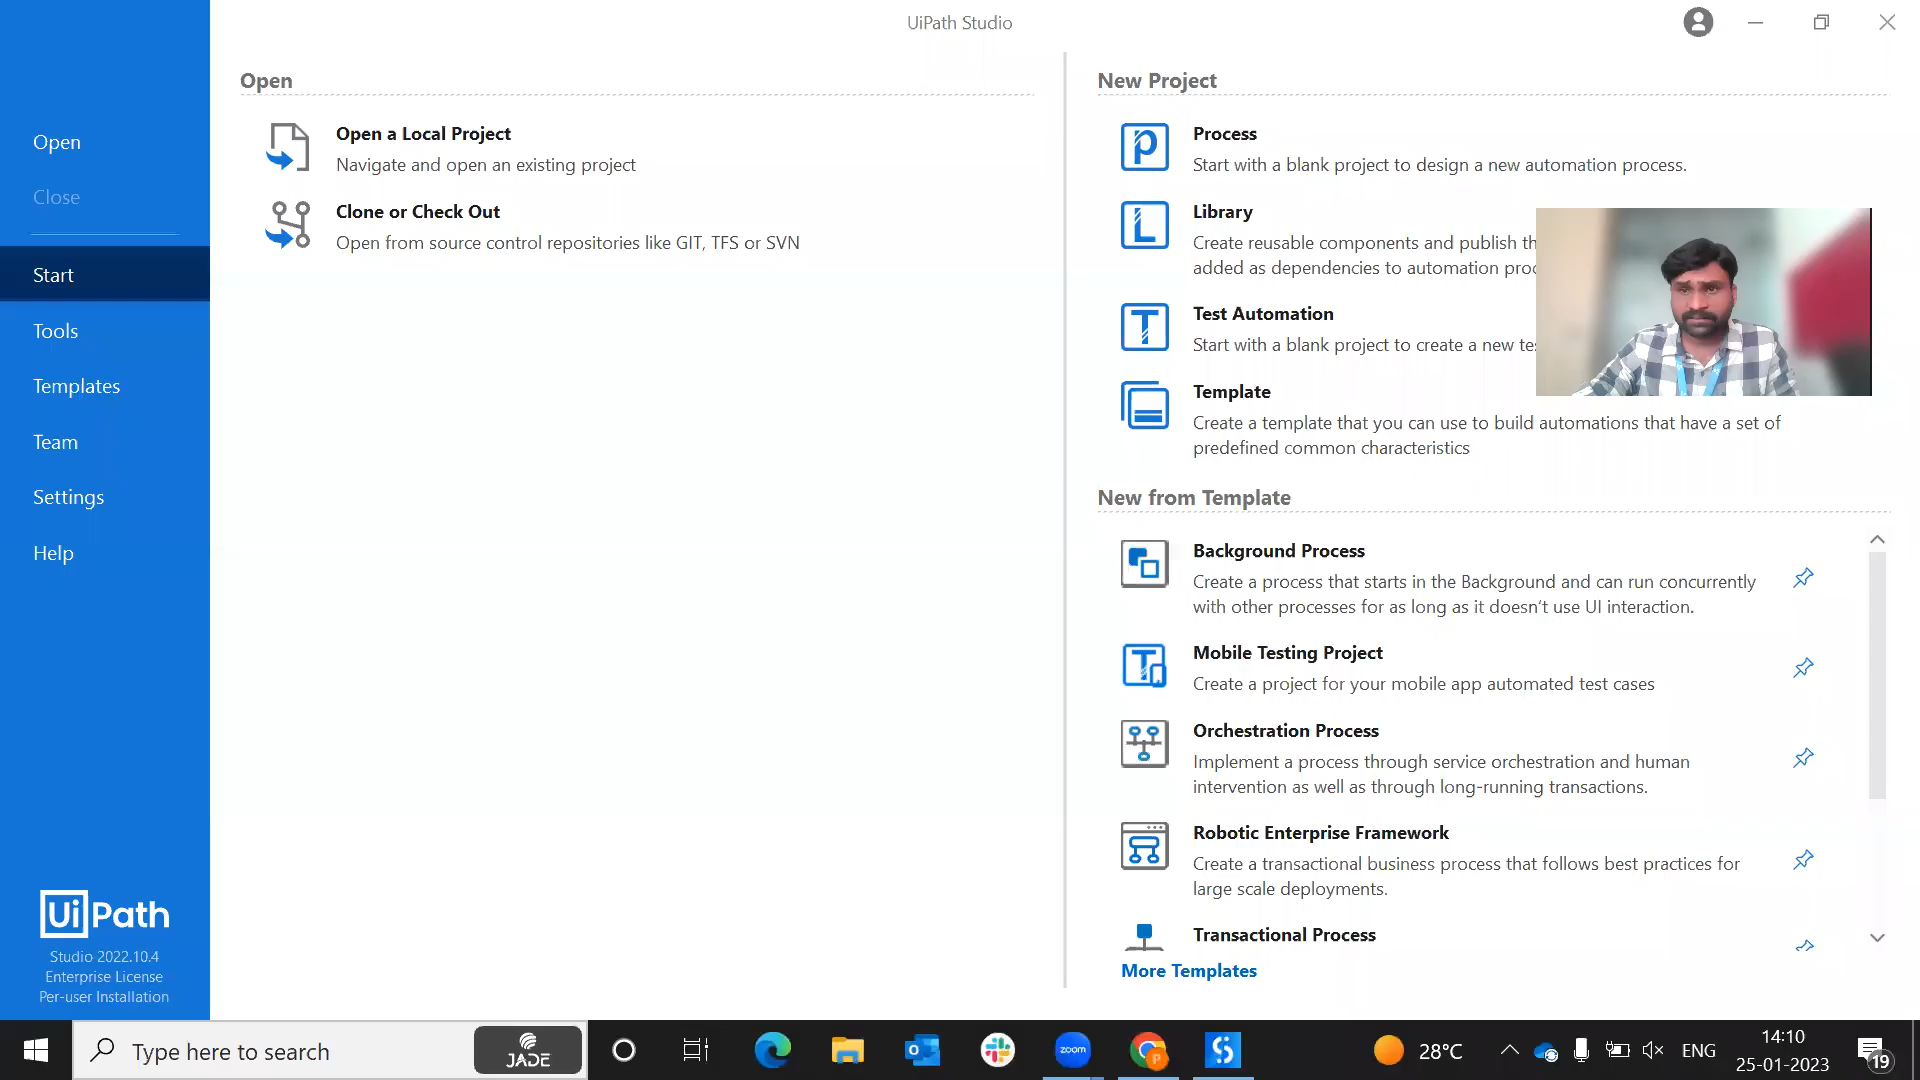 UiPath Studio
Open
Close
Start
Tools
Templates
Team
Settings
Help
UiPath
Studio 2022.10.4
Enterprise License
Per-user Installation
Open
Open a Local Project
Navigate and open an existing project
Clone or Check Out
Open from source control repositories like GIT, TFS or SVN
New Project
Process
Start with a blank project to design a new automation process.
Library
Create reusable components and publish
added as dependencies to automation
Test Automation
Start with a blank project to create a new
Template
Create a template that you can use to build automations that have a set of
predefined common characteristics
New from Template
Background Process
Create a process that starts in the Background and can run concurrently
with other processes for as long as it doesn't use UI interaction.
Mobile Testing Project
Create a project for your mobile app automated test cases
Orchestration Process
Implement a process through service orchestration and human
intervention as well as through long-running transactions.
Robotic Enterprise Framework
Create a transactional business process that follows best practices for
large scale deployments.
Transactional Process
More Templates
Type here to search
JADE
zoom
28°C
ENG
14:10
25-01-2023
19